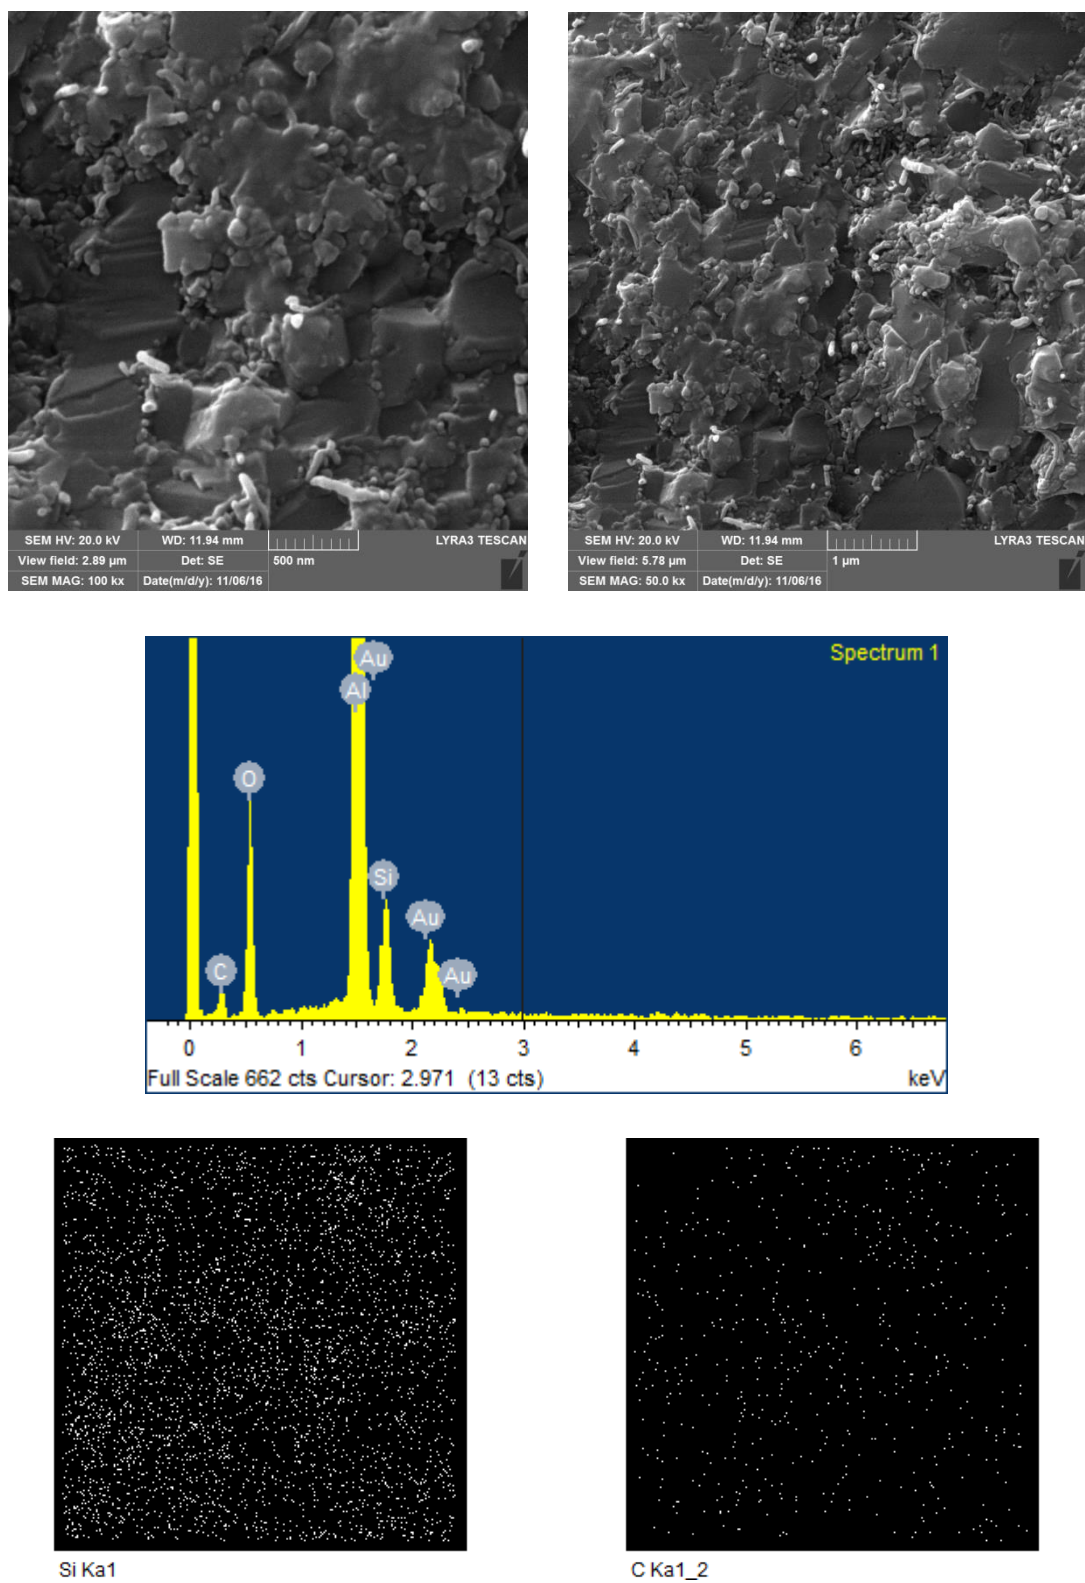 SEM HV: 20.0 kV WD: 11.94 mm LYRA3 TESCAN
View field: 2.89 µm Det: SE 500 nm
SEM MAG: 100 kx Date(m/d/y): 11/06/16
SEM HV: 20.0 kV WD: 11.94 mm LYRA3 TESCAN
View field: 5.78 µm Det: SE 1 µm
SEM MAG: 50.0 kx Date(m/d/y): 11/06/16
Spectrum 1
Au
Al
O
Si
Au
C
Au
0 1 2 3 4 5 6
Full Scale 662 cts Cursor: 2.971 (13 cts) keV
Si Ka1
C Ka1_2